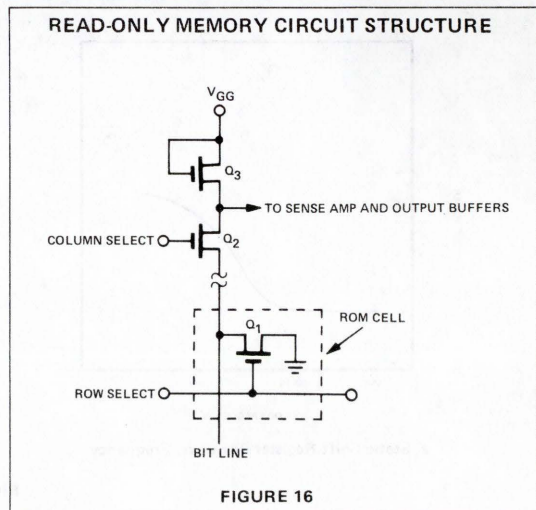 READ-ONLY MEMORY CIRCUIT STRUCTURE
VGG
Q3
TO SENSE AMP AND OUTPUT BUFFERS
COLUMN SELECT
Q2
ROM CELL
Q1
ROW SELECT
BIT LINE
FIGURE 16